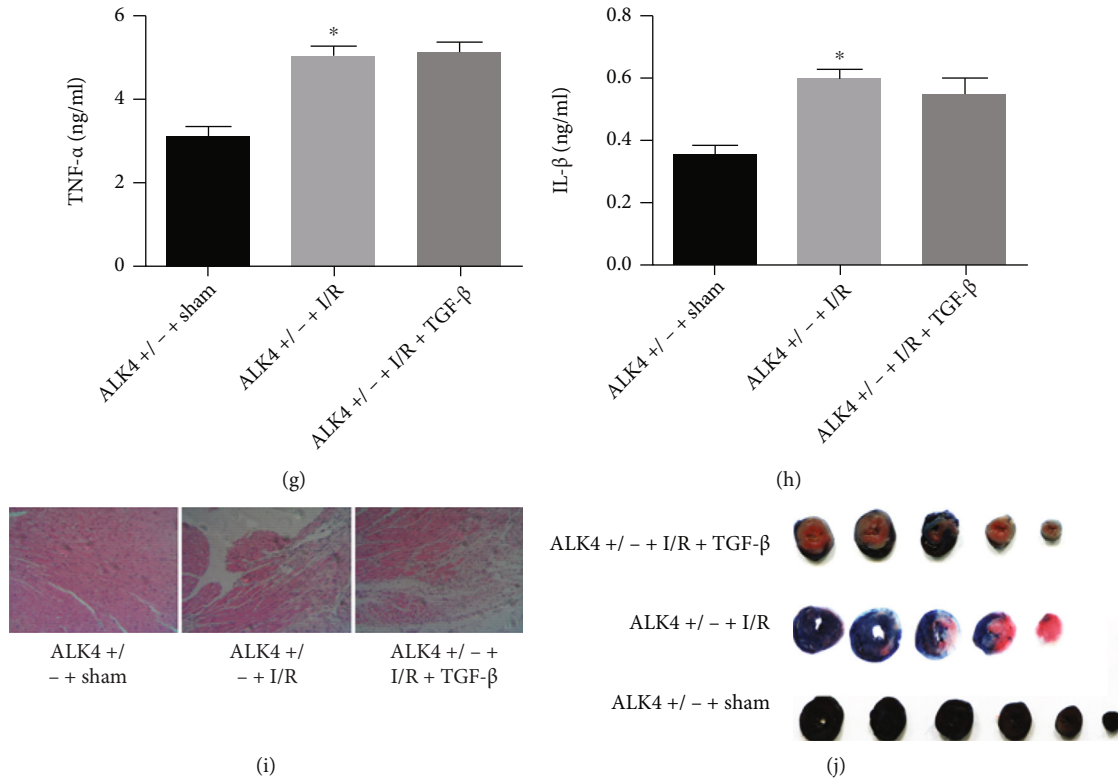 TNF-α (ng/ml)
6
4
2
0
*
ALK4 +/ − + sham
ALK4 +/ − + I/R
ALK4 +/ − + I/R + TGF-β
(g)
IL-β (ng/ml)
0.8
0.6
0.4
0.2
0.0
*
ALK4 +/ − + sham
ALK4 +/ − + I/R
ALK4 +/ − + I/R + TGF-β
(h)
ALK4 +/
− + sham
ALK4 +/
− + I/R
ALK4 +/ − +
I/R + TGF-β
(i)
ALK4 +/ − + I/R + TGF-β
ALK4 +/ − + I/R
ALK4 +/ − + sham
(j)